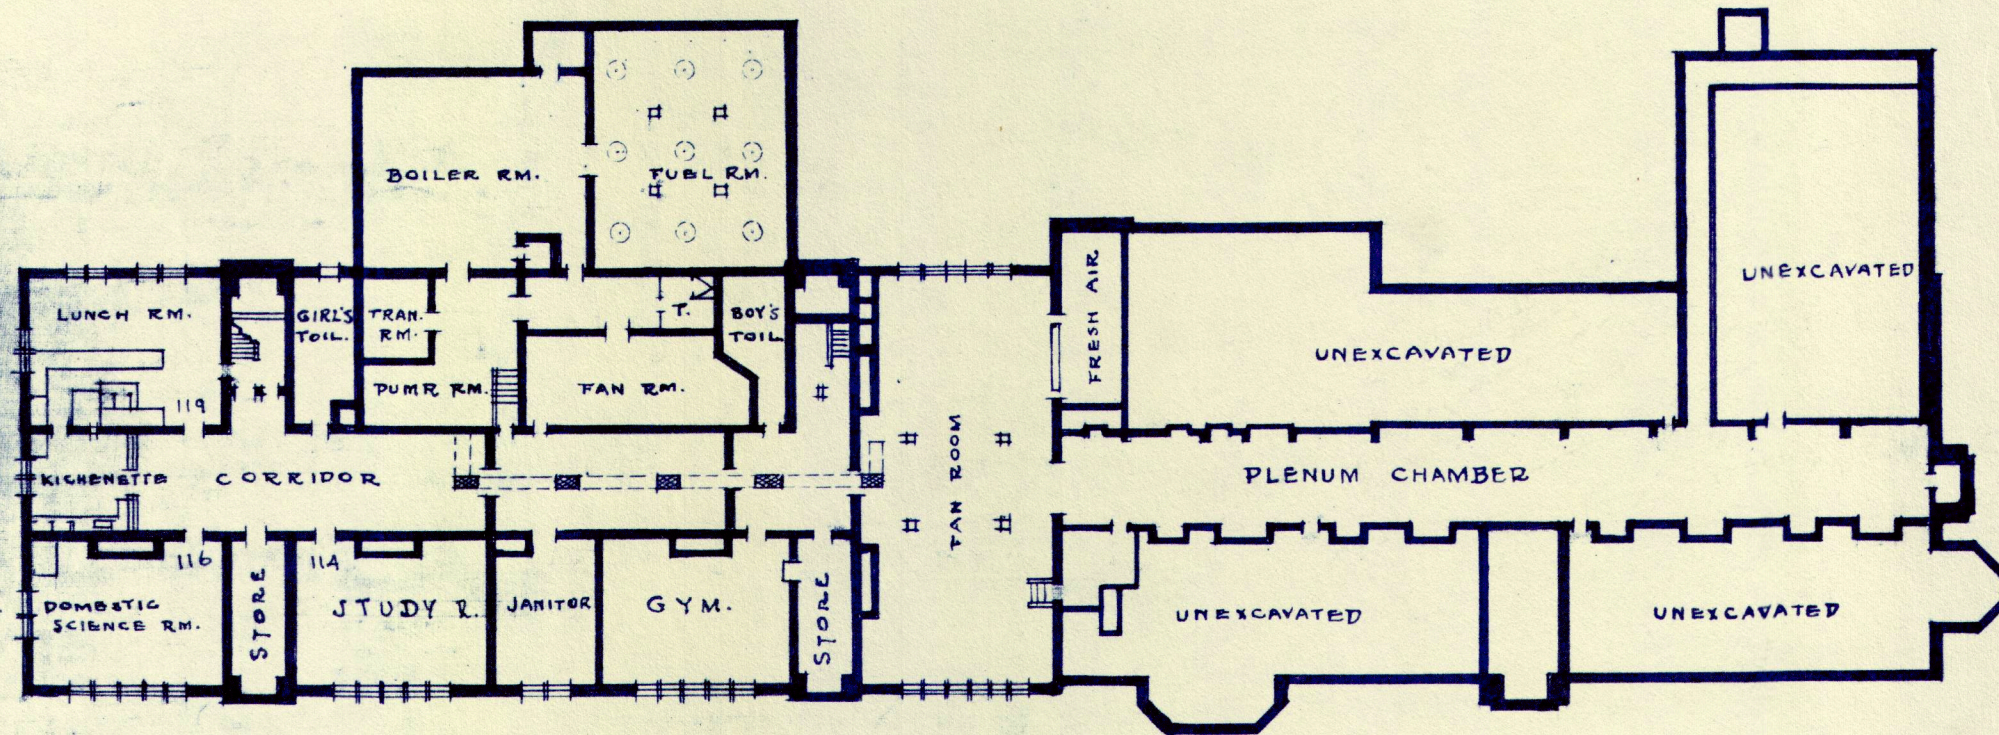 BOILER RM.
FUEL RM.
UNEXCAVATED
LUNCH RM.
GIRL'S
TOIL.
TRAN.
RM.
T.
BOY'S
TOIL.
FRESH AIR
UNEXCAVATED
PUMP RM.
FAN RM.
119
KICHENETTE
CORRIDOR
FAN ROOM
PLENUM CHAMBER
116
114
DOMESTIC
SCIENCE RM.
STORE
STUDY R.
JANITOR
GYM.
STORE
UNEXCAVATED
UNEXCAVATED